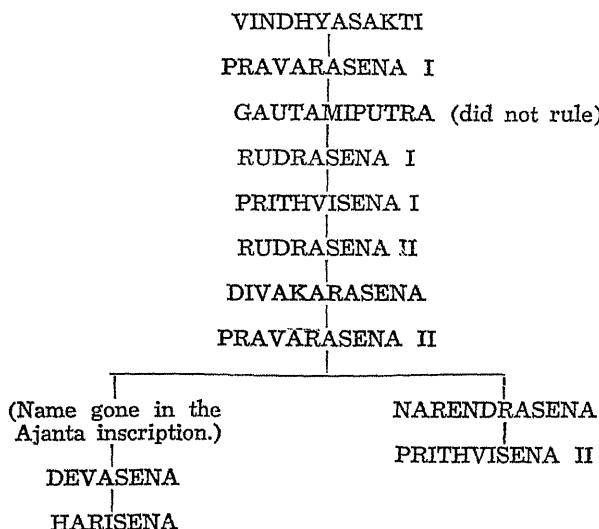 VINDHYASAKTI
PRAVARASENA I
GAUTAMIPUTRA (did not rule)
RUDRASENA I
PRITHVISENA I
RUDRASENA II
DIVAKARASENA
PRAVARASENA II
(Name gone in the
Ajanta inscription.)
DEVASENA
HARISENA
NARENDRASENA
PRITHVISENA II